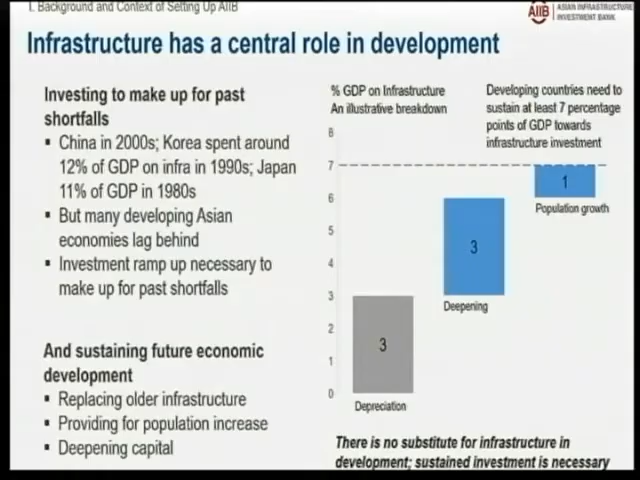 I. Background and Context of Setting Up AIIB
AIIB
ASIAN INFRASTRUCTURE
INVESTMENT BANK
Infrastructure has a central role in development
Investing to make up for past
shortfalls
▪ China in 2000s; Korea spent around
12% of GDP on infra in 1990s; Japan
11% of GDP in 1980s
▪ But many developing Asian
economies lag behind
▪ Investment ramp up necessary to
make up for past shortfalls
And sustaining future economic
development
▪ Replacing older infrastructure
▪ Providing for population increase
▪ Deepening capital
% GDP on Infrastructure
An illustrative breakdown
Developing countries need to
sustain at least 7 percentage
points of GDP towards
infrastructure investment
8
7
6
5
4
3
2
1
0
1
Population growth
3
Deepening
3
Depreciation
There is no substitute for infrastructure in
development; sustained investment is necessary